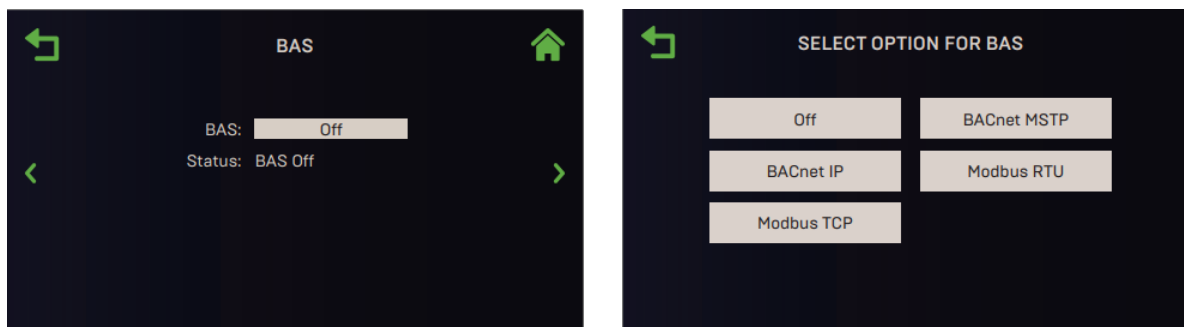 BAS
BAS: Off
Status: BAS Off
SELECT OPTION FOR BAS
Off BACnet MSTP
BACnet IP Modbus RTU
Modbus TCP